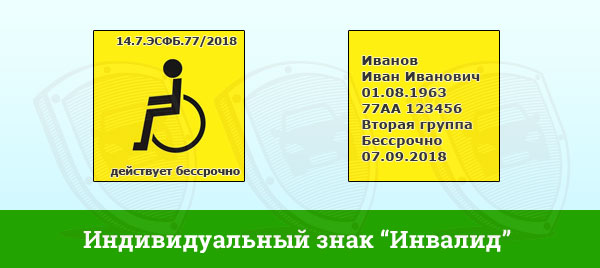 14.7.ЭСФБ.77/2018
действует бессрочно
Иванов
Иван Иванович
01.08.1963
77АА 123456
Вторая группа
Бессрочно
07.09.2018
Индивидуальный знак “Инвалид”